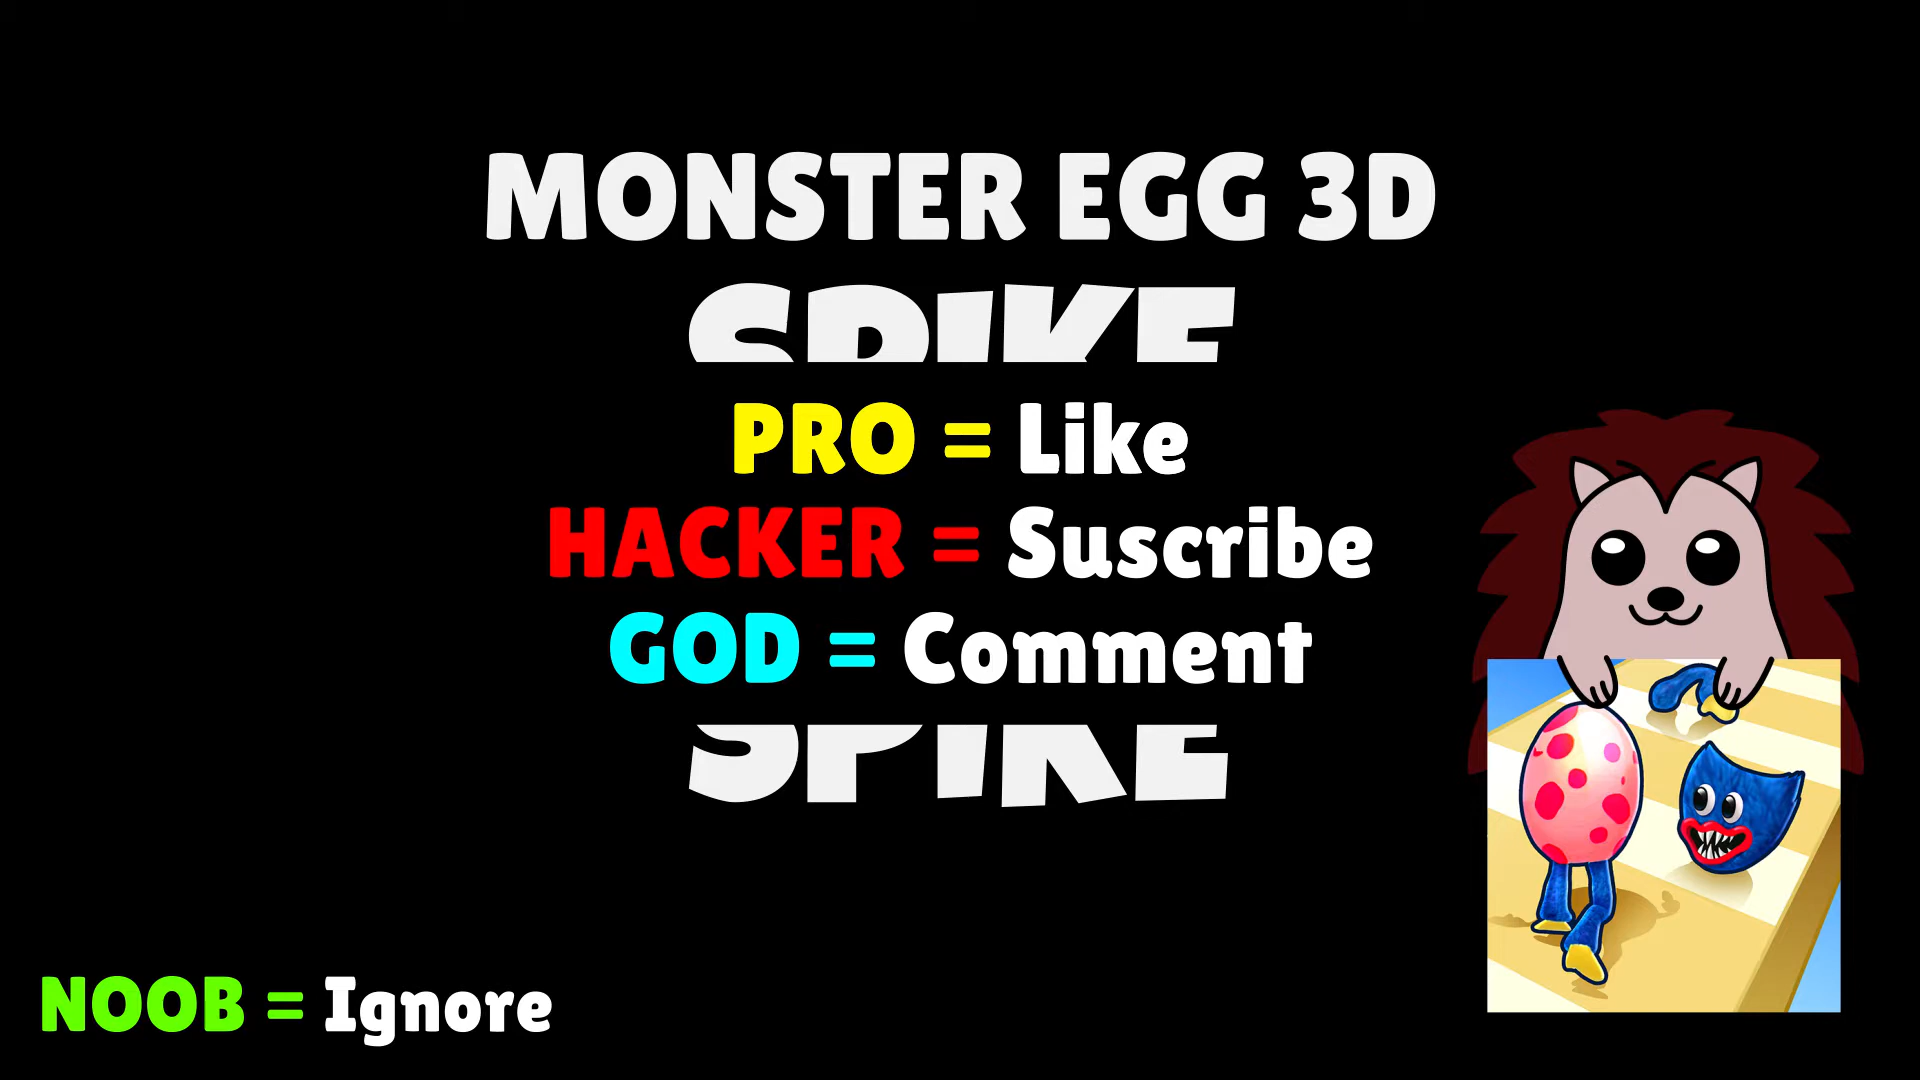 MONSTER EGG 3D
SPIKE
PRO = Like
HACKER = Suscribe
GOD = Comment
SPIKE
NOOB = Ignore